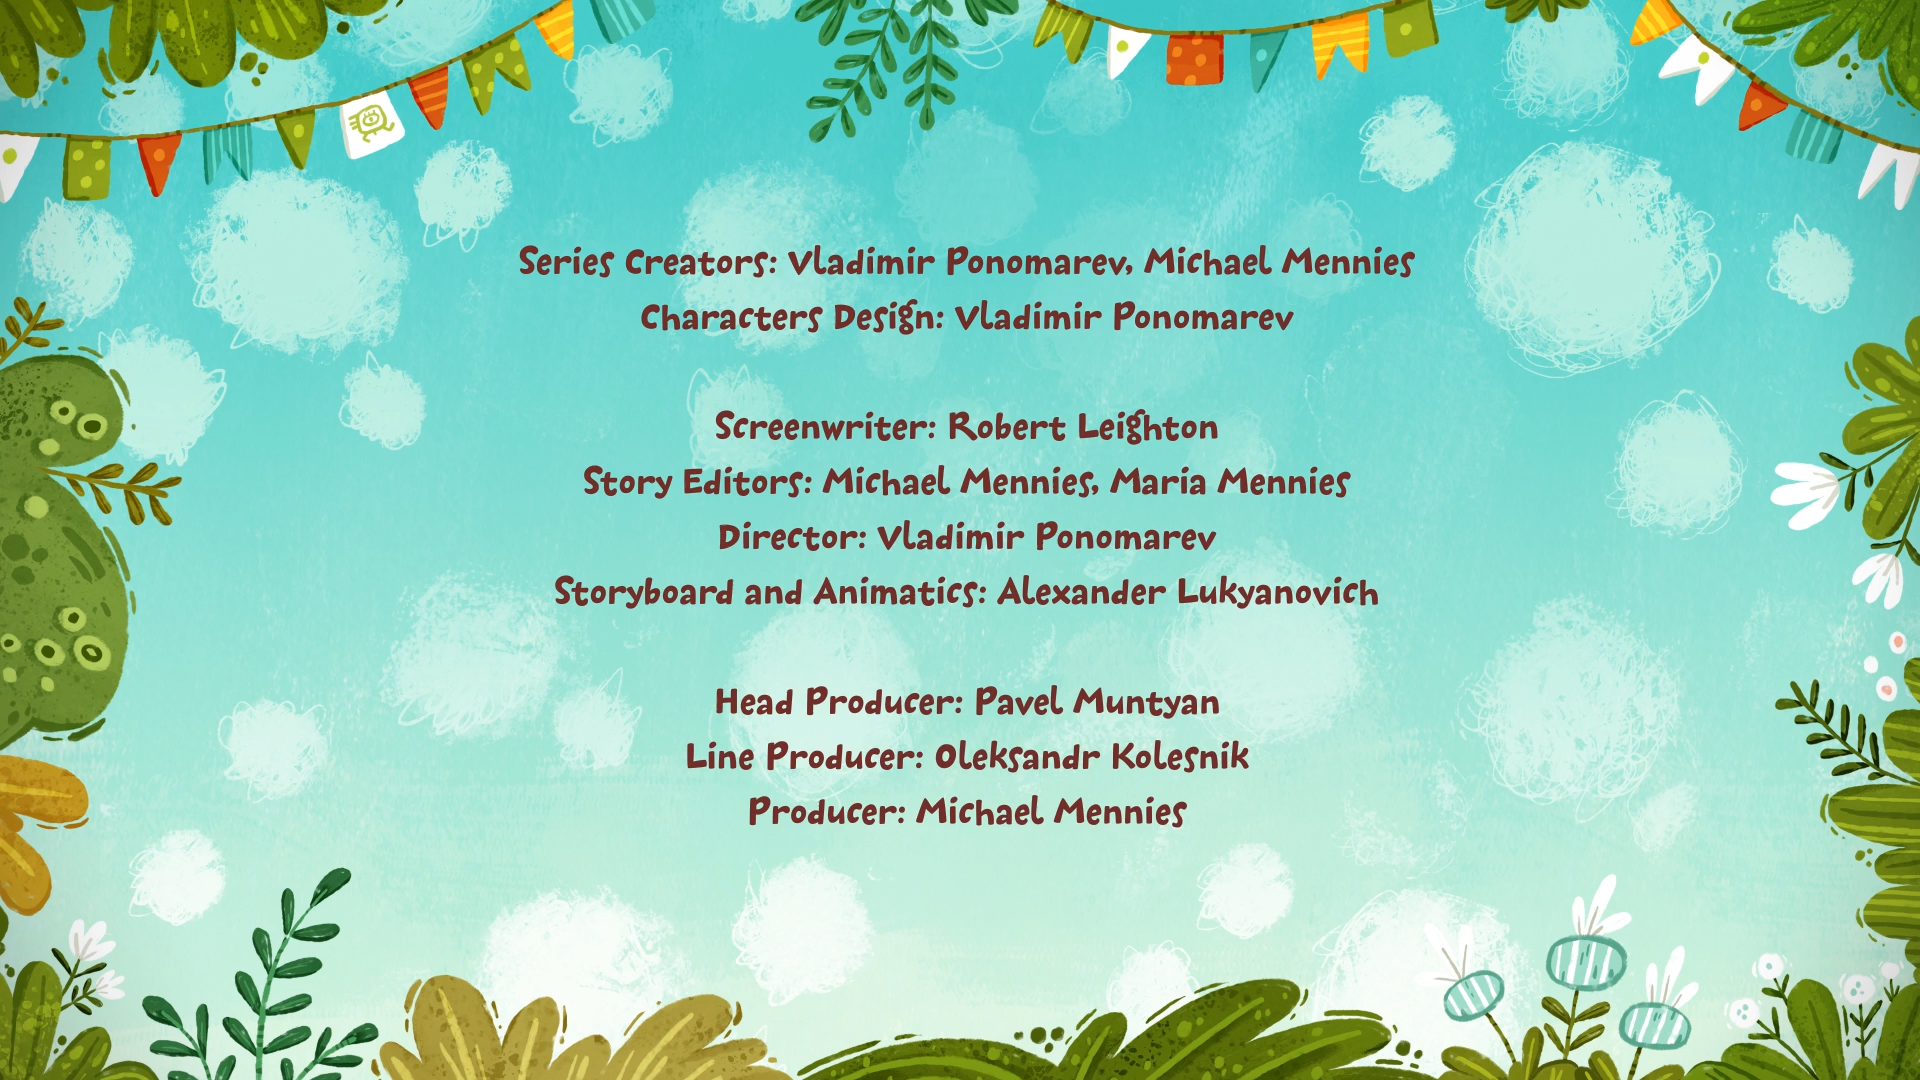 Series Creators: Vladimir Ponomarev, Michael Mennies
Characters Design: Vladimir Ponomarev
Screenwriter: Robert Leighton
Story Editors: Michael Mennies, Maria Mennies
Director: Vladimir Ponomarev
Storyboard and Animatics: Alexander Lukyanovich
Head Producer: Pavel Muntyan
Line Producer: Oleksandr Kolesnik
Producer: Michael Mennies